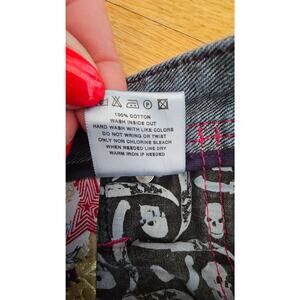 100% COTTON
WASH INSIDE OUT
HAND WASH WITH LIKE COLORS
DO NOT WRING OR TWIST
ONLY NON CHLORINE BLEACH
WHEN NEEDED LINE DRY
WARM IRON IF NEEDED